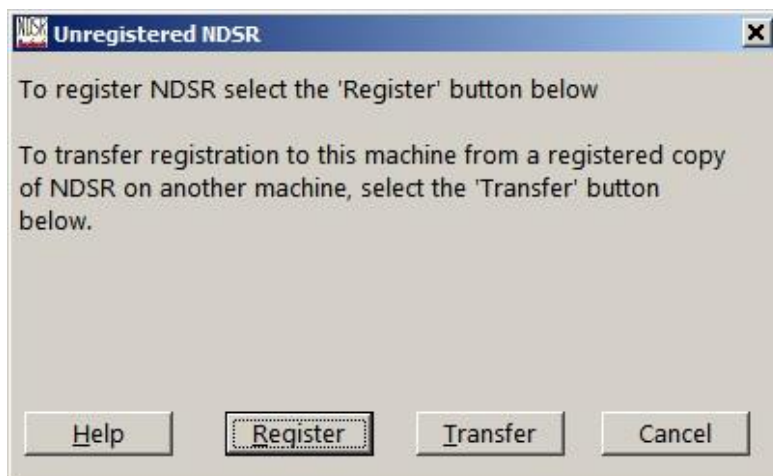 NDSR
Unregistered NDSR
To register NDSR select the 'Register' button below
To transfer registration to this machine from a registered copy
of NDSR on another machine, select the 'Transfer' button
below.
Help Register Transfer Cancel